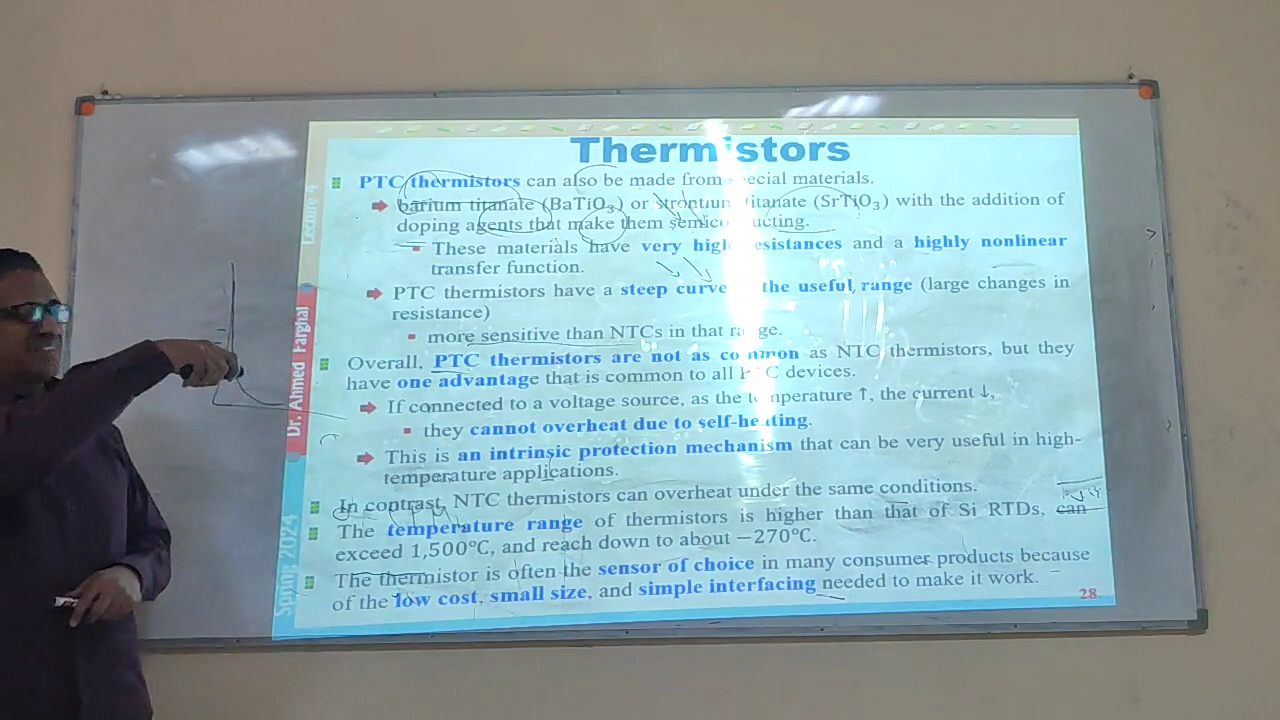 Thermistors
PTC thermistors can also be made from special materials.
barium titanate (BaTiO₃) or strontium titanate (SrTiO₃) with the addition of
doping agents that make them semiconducting.
These materials have very high resistances and a highly nonlinear
transfer function.
PTC thermistors have a steep curve in the useful range (large changes in
resistance)
more sensitive than NTCs in that range.
Overall, PTC thermistors are not as common as NTC thermistors, but they
have one advantage that is common to all PTC devices.
If connected to a voltage source, as the temperature ↑, the current ↓,
they cannot overheat due to self-heating.
This is an intrinsic protection mechanism that can be very useful in high-
temperature applications.
In contrast, NTC thermistors can overheat under the same conditions.
The temperature range of thermistors is higher than that of Si RTDs, can
exceed 1,500°C, and reach down to about −270°C.
The thermistor is often the sensor of choice in many consumer products because
of the low cost, small size, and simple interfacing needed to make it work.
28
Lecture 4
Dr. Ahmed Farghal
Spring 2024